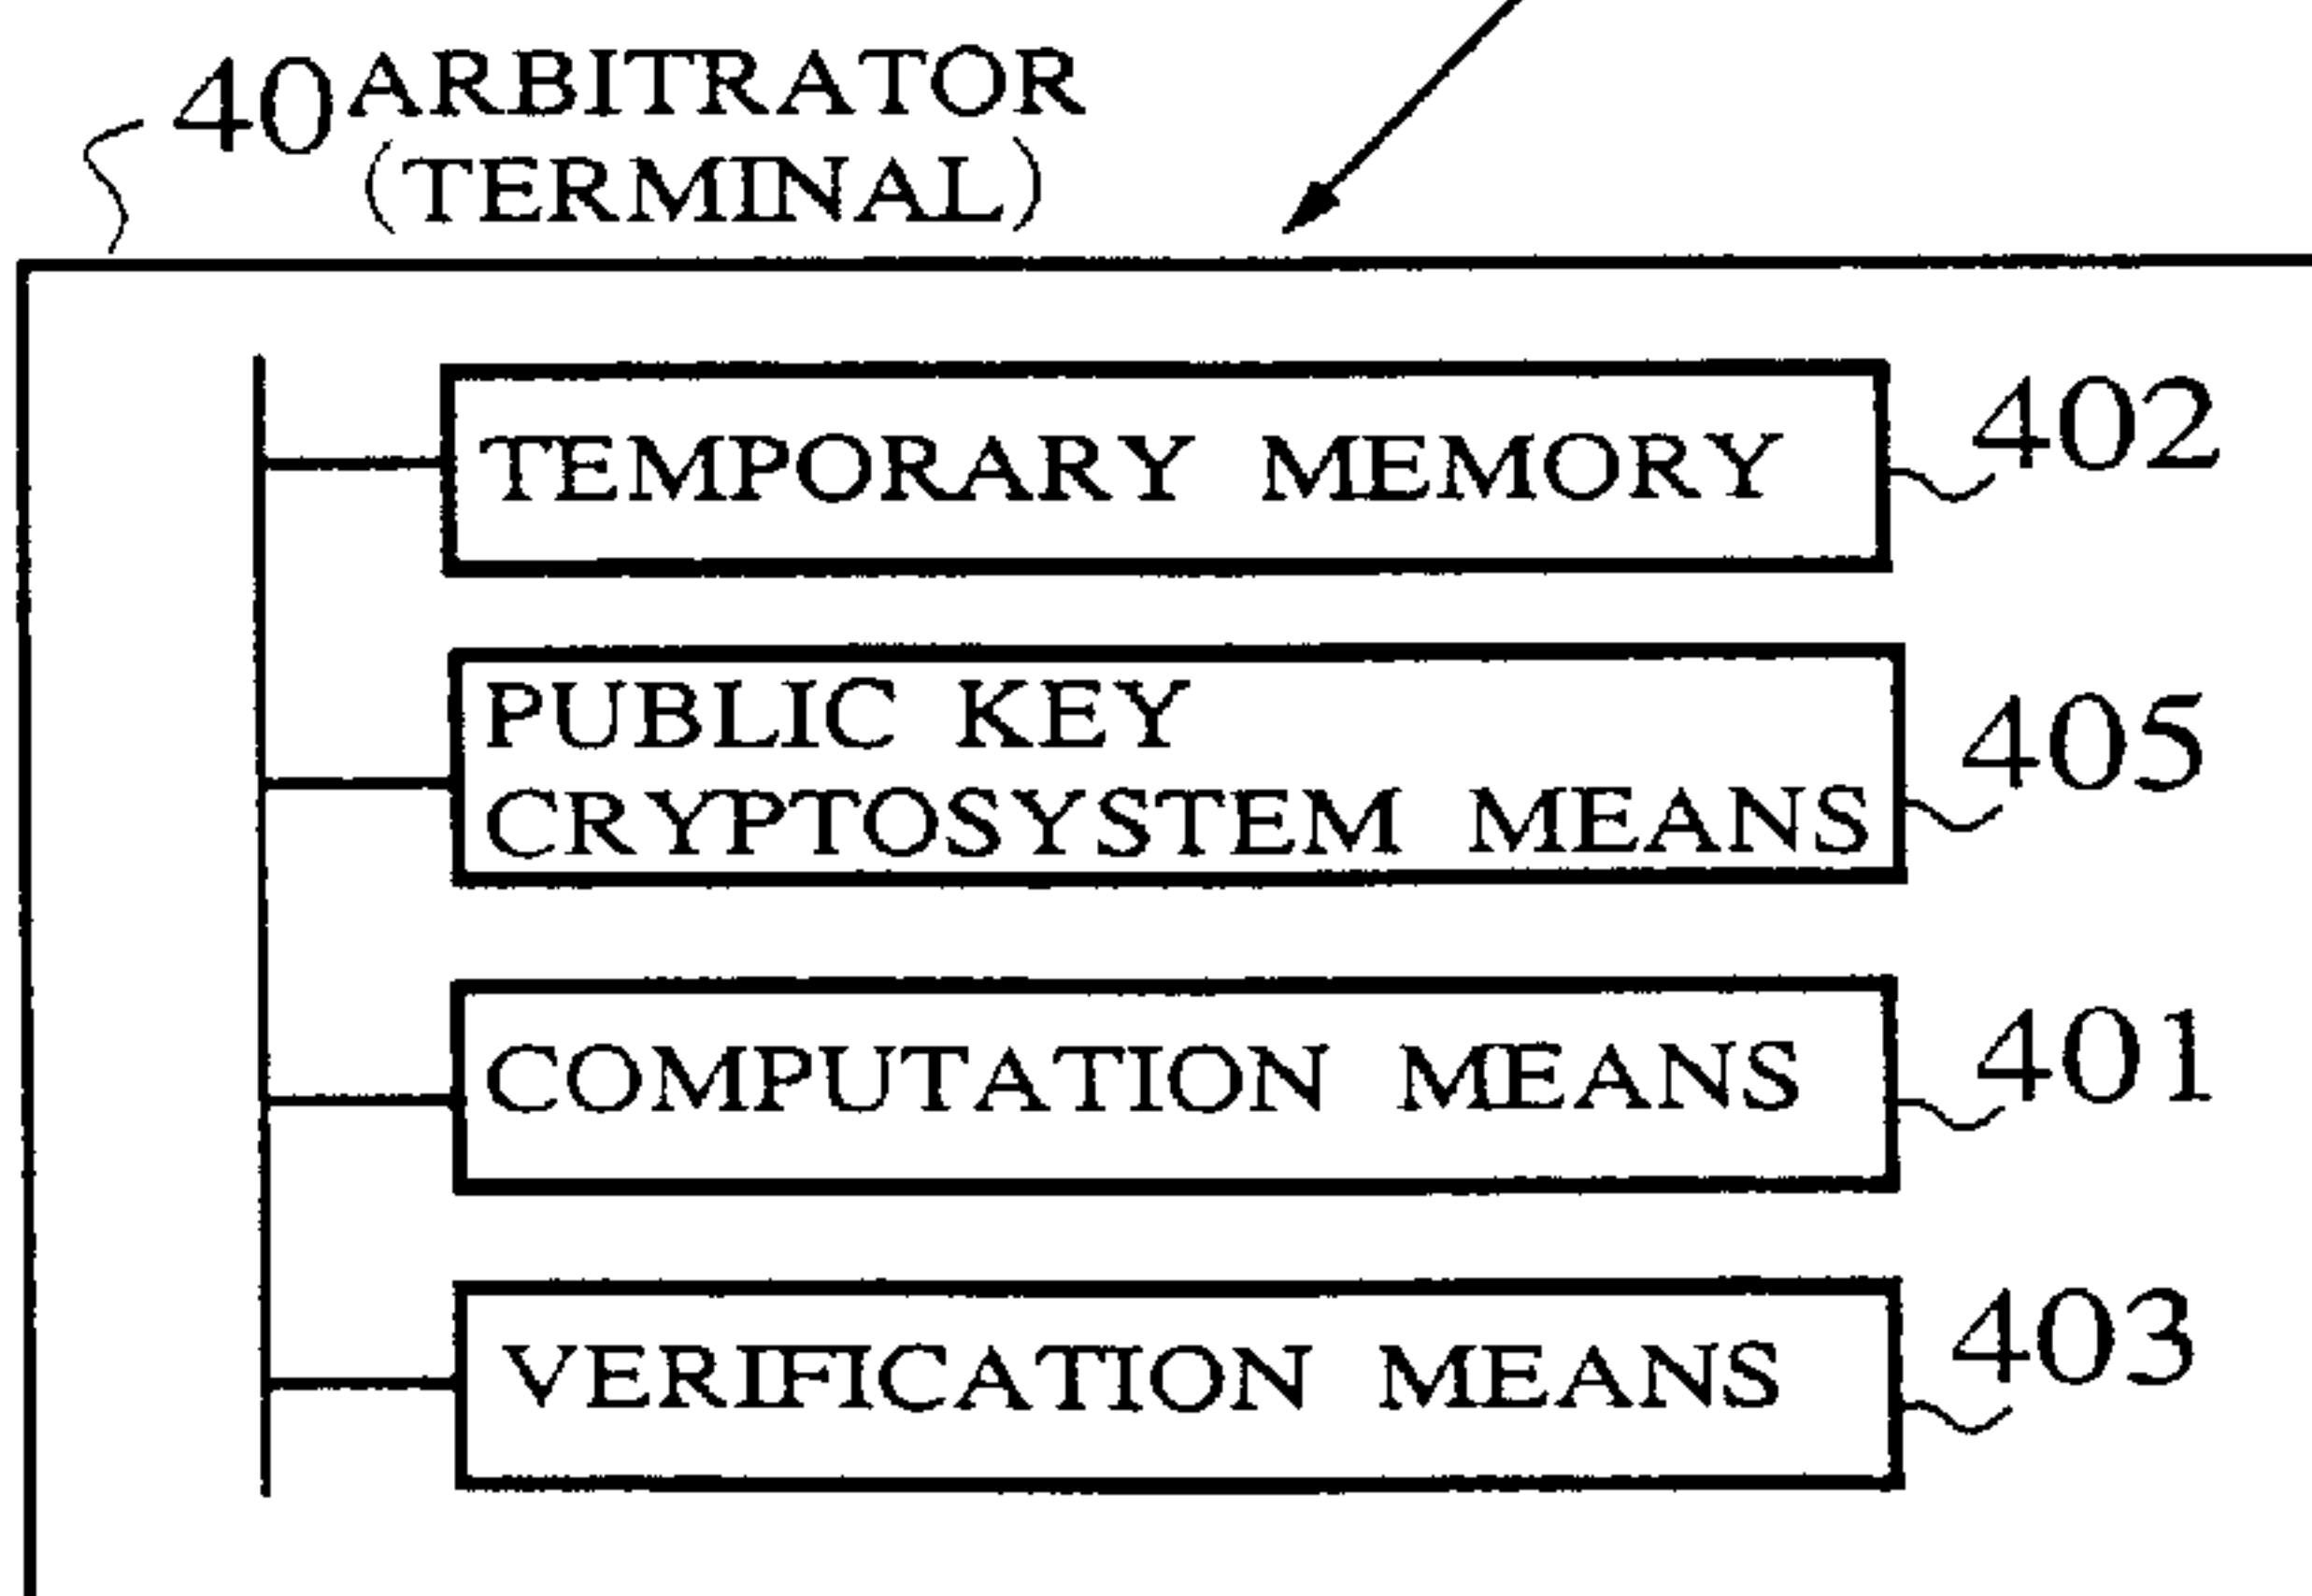 40 ARBITRATOR
(TERMINAL)
TEMPORARY MEMORY 402
PUBLIC KEY
CRYPTOSYSTEM MEANS 405
COMPUTATION MEANS 401
VERIFICATION MEANS 403